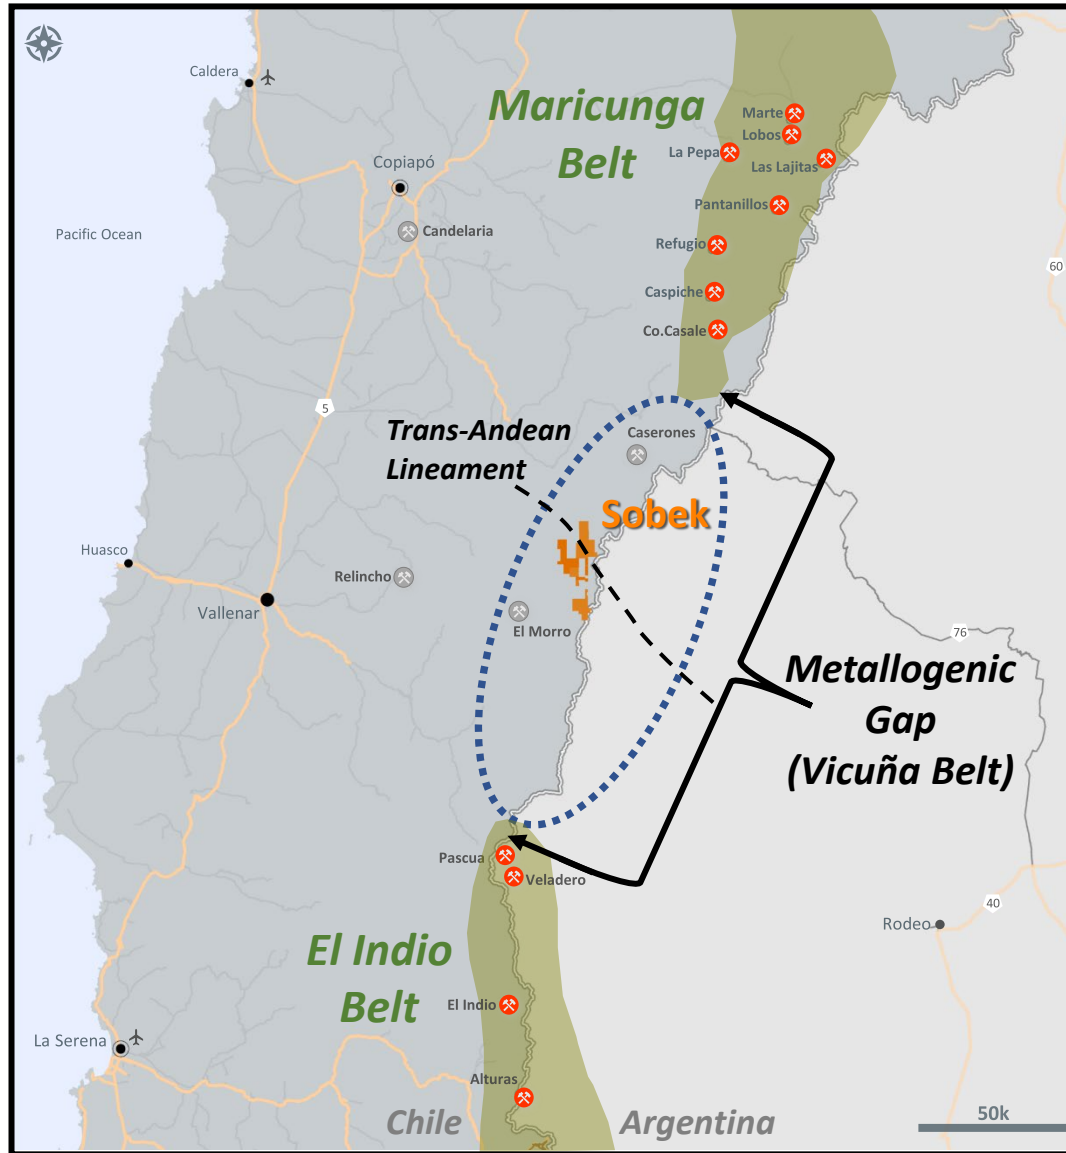 Caldera
Maricunga
Belt
Marte
Lobos
La Pepa
Las Lajitas
Copiapó
Pantanillos
Candelaria
Pacific Ocean
Refugio
60
Caspiche
Co.Casale
5
Trans-Andean
Lineament
Caserones
Sobek
Huasco
Relincho
Vallenar
El Morro
76
Metallogenic
Gap
(Vicuña Belt)
Pascua
Veladero
40
Rodeo
El Indio
Belt
El Indio
La Serena
Alturas
Chile
Argentina
50k